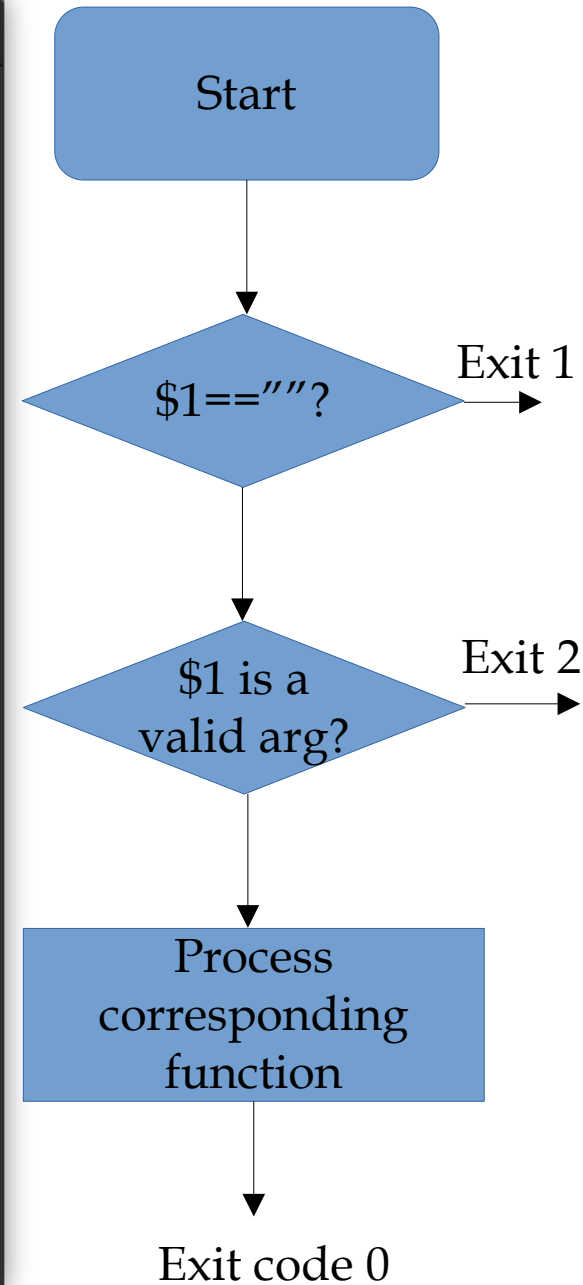 Start
$1==””?
Exit 1
$1 is a
valid arg?
Exit 2
Process
corresponding
function
Exit code 0